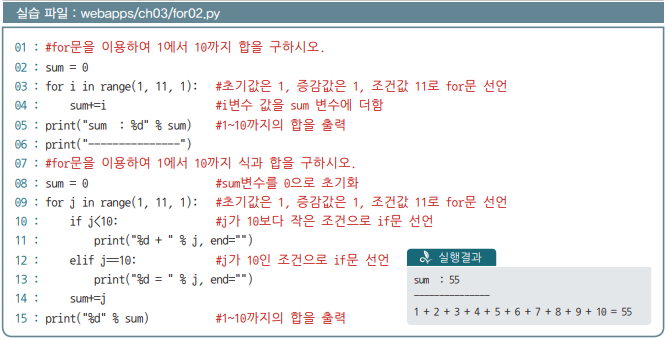 실습 파일 : webapps/ch03/for02.py
01 : #for문을 이용하여 1에서 10까지 합을 구하시오.
02 : sum = 0
03 : for i in range(1, 11, 1):   #초기값은 1, 증감값은 1, 조건값 11로 for문 선언
04 :     sum+=i                  #i변수 값을 sum 변수에 더함
05 : print("sum  : %d" % sum)    #1~10까지의 합을 출력
06 : print("---------------")
07 : #for문을 이용하여 1에서 10까지 식과 합을 구하시오.
08 : sum = 0                     #sum변수를 0으로 초기화
09 : for j in range(1, 11, 1):   #초기값은 1, 증감값은 1, 조건값 11로 for문 선언
10 :     if j<10:                #j가 10보다 작은 조건으로 if문 선언
11 :         print("%d + " % j, end="")
12 :     elif j==10:             #j가 10인 조건으로 if문 선언
13 :         print("%d = " % j, end="")
14 :     sum+=j
15 : print("%d" % sum)           #1~10까지의 합을 출력
실행결과
sum  : 55
---------------
1 + 2 + 3 + 4 + 5 + 6 + 7 + 8 + 9 + 10 = 55